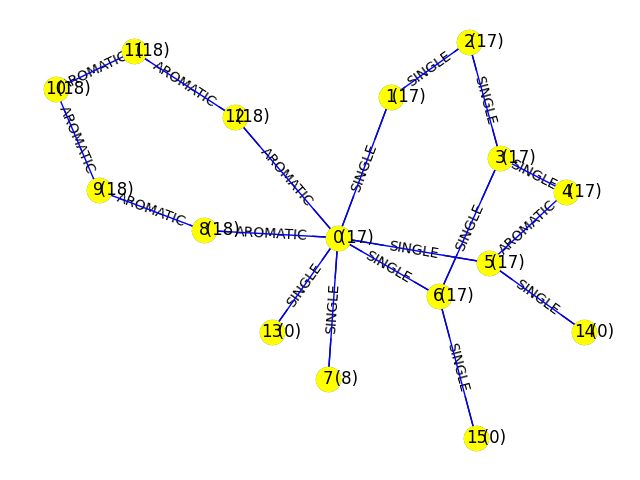 2(17)
11(18)
SINGLE
AROMATIC
AROMATIC
10(18)
1(17)
SINGLE
12(18)
AROMATIC
3(17)
SINGLE
SINGLE
AROMATIC
4(17)
9(18)
AROMATIC
SINGLE
AROMATIC
8(18)
AROMATIC
0(17)
SINGLE
5(17)
SINGLE
SINGLE
SINGLE
SINGLE
6(17)
SINGLE
13(0)
14(0)
SINGLE
7(8)
15(0)